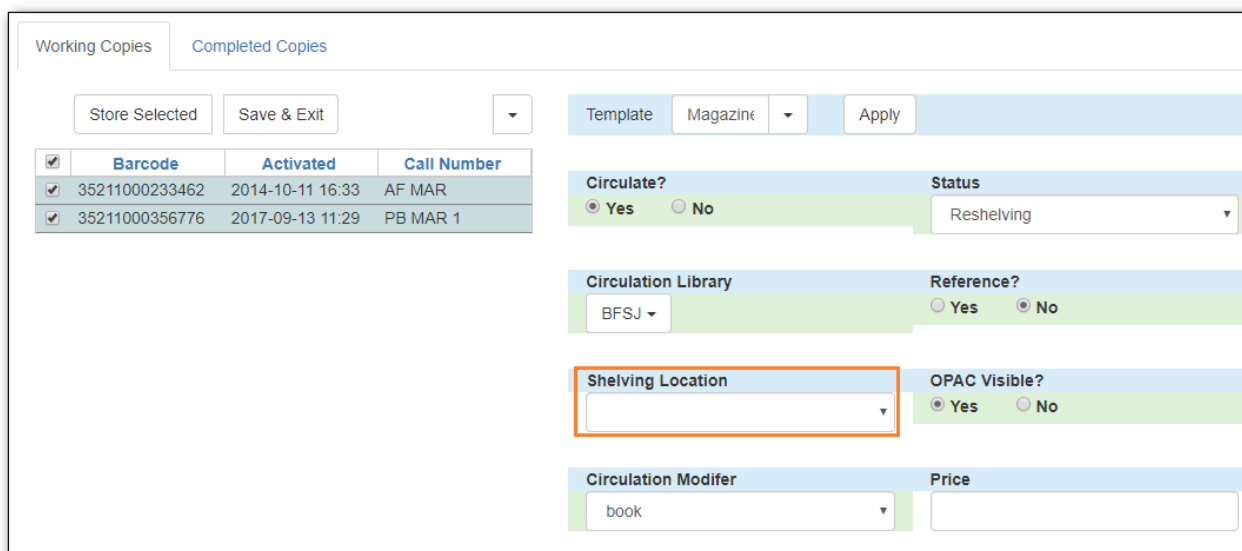 Working Copies Completed Copies
Store Selected Save & Exit
Template Magazine Apply
Barcode Activated Call Number
35211000233462 2014-10-11 16:33 AF MAR
35211000356776 2017-09-13 11:29 PB MAR 1
Circulate? Status
Yes No Reshelving
Circulation Library Reference?
BFSJ Yes No
Shelving Location OPAC Visible?
Yes No
Circulation Modifer Price
book